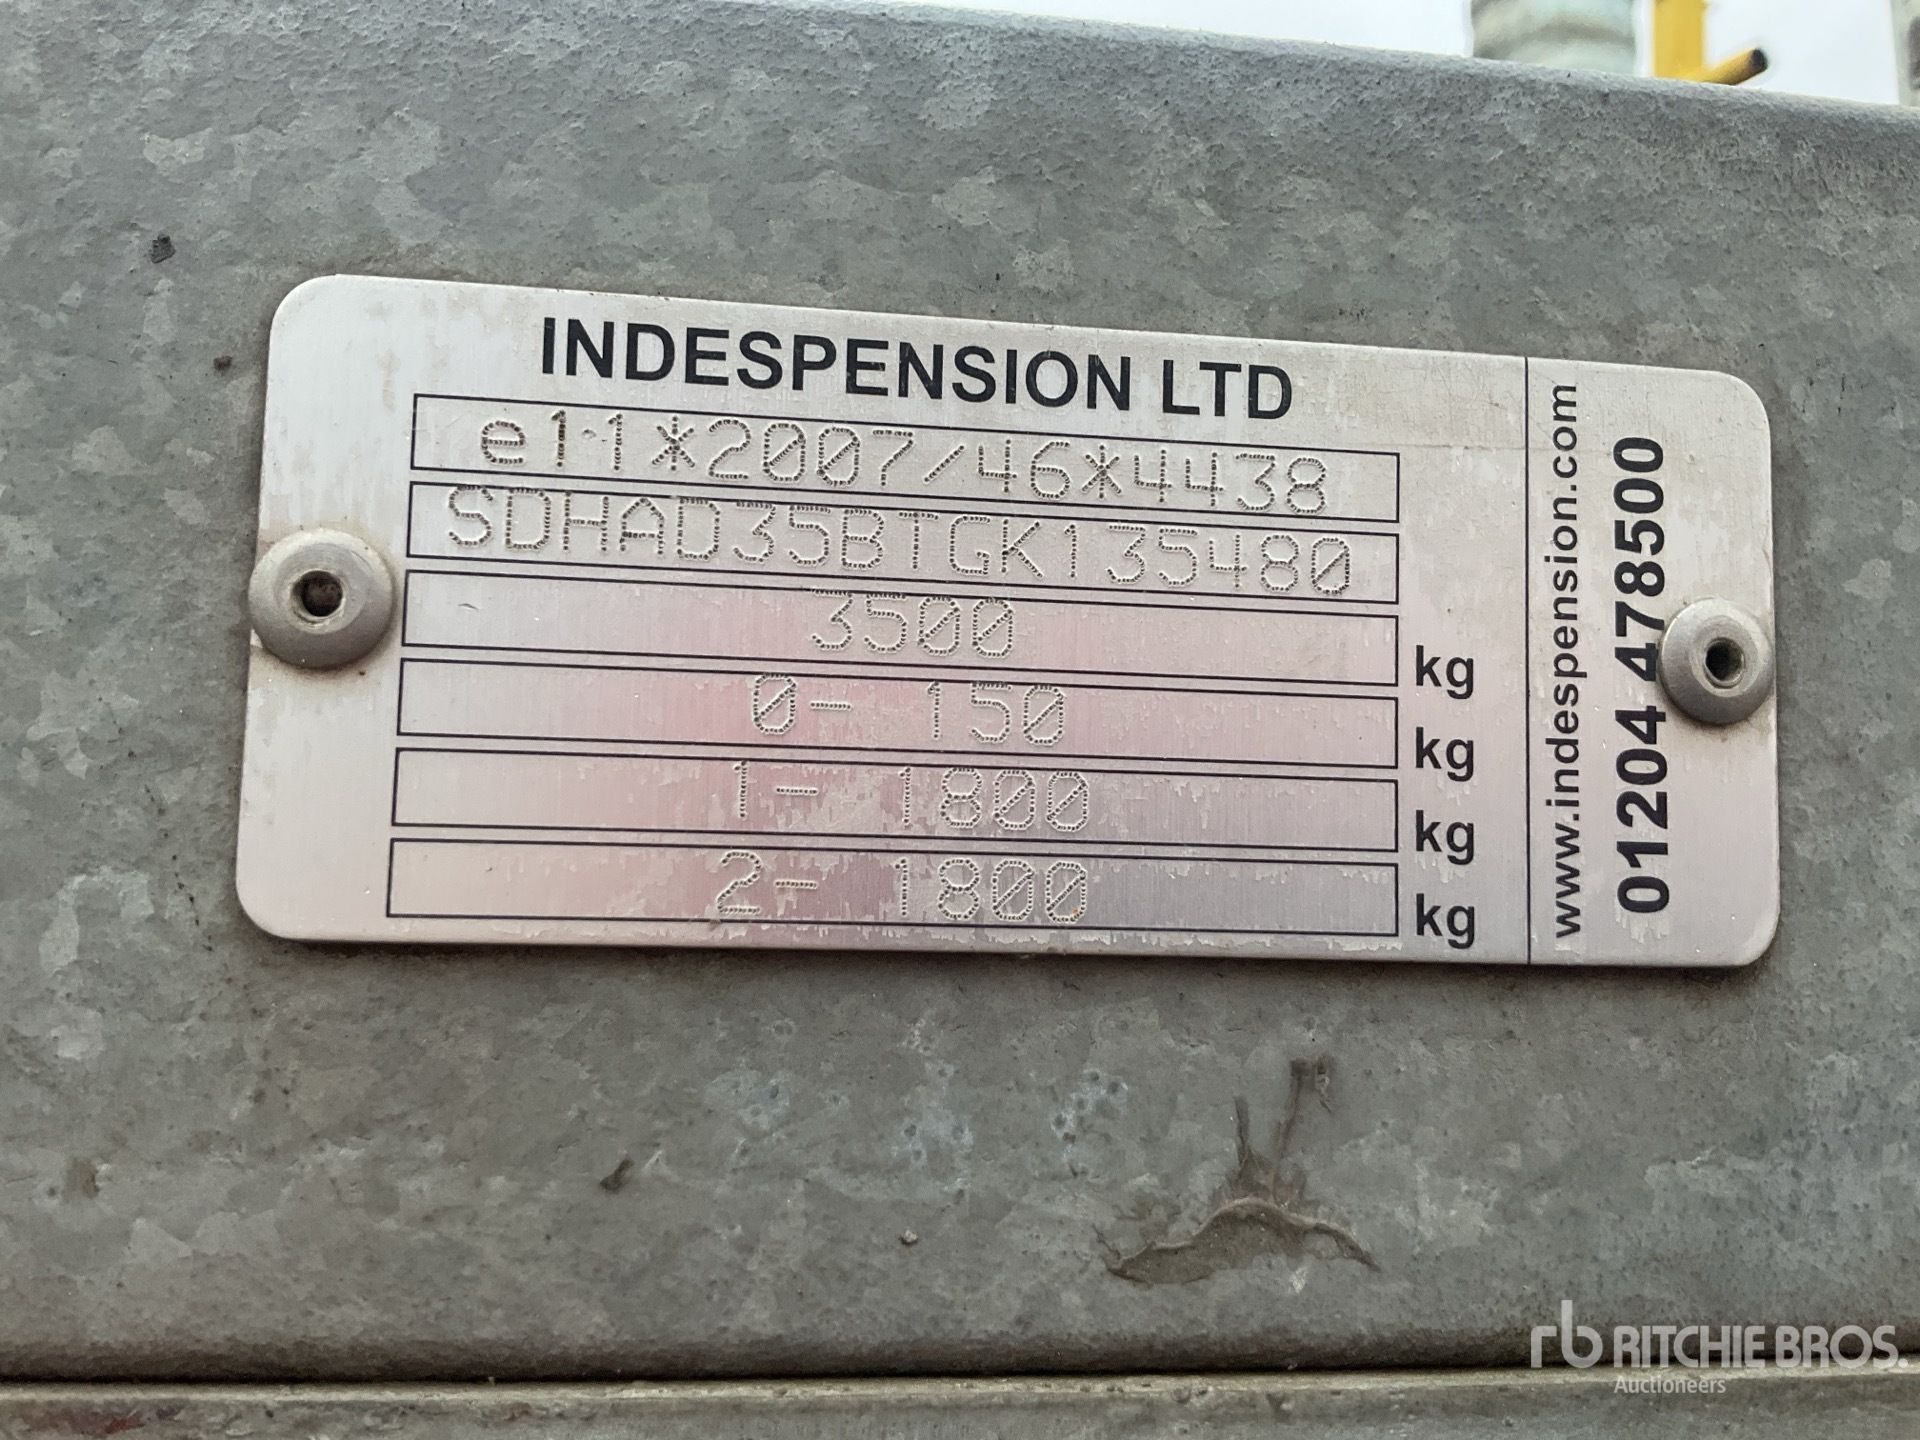 INDESPENSION LTD
e11*2007/46*4438
SDHAD35BTGK135480
3500 kg
0- 150 kg
1- 1800 kg
2- 1800 kg
www.indespension.com
01204 478500
rb RITCHIE BROS.
Auctioneers